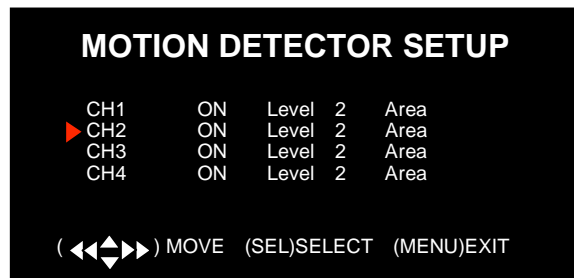 MOTION DETECTOR SETUP
CH1 ON Level 2 Area
CH2 ON Level 2 Area
CH3 ON Level 2 Area
CH4 ON Level 2 Area
( ) MOVE (SEL)SELECT (MENU)EXIT